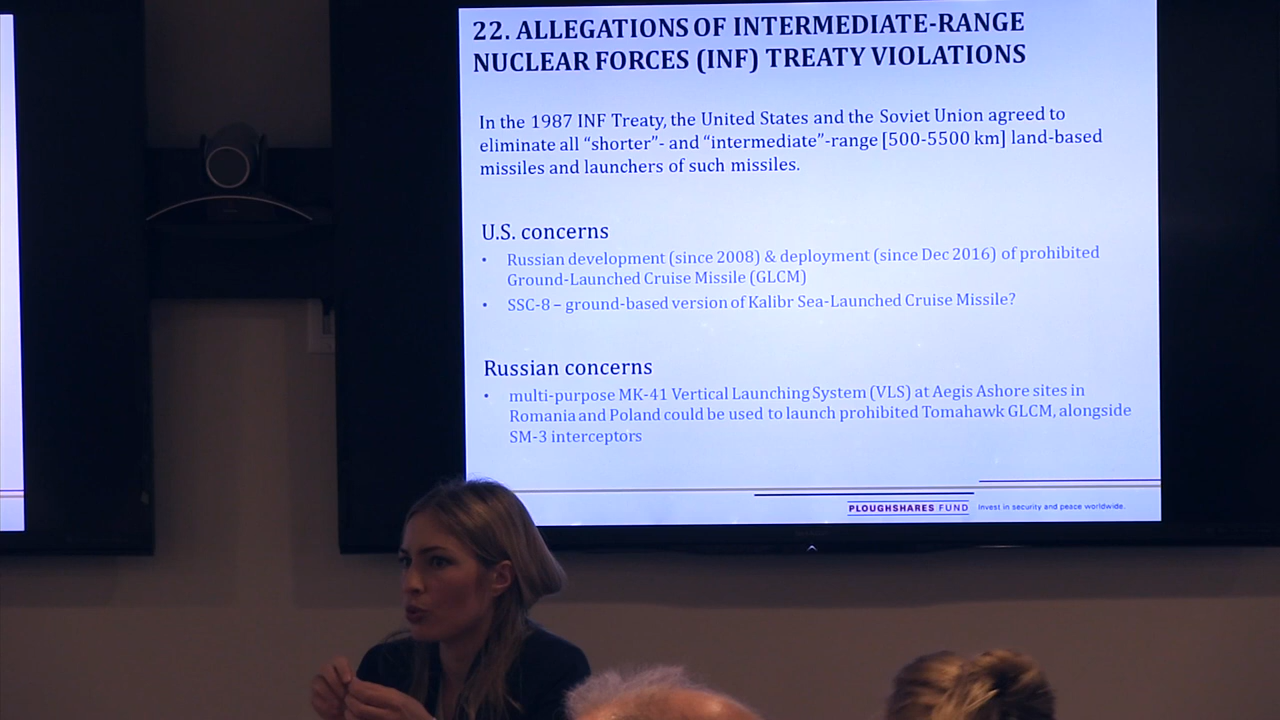 22. ALLEGATIONS OF INTERMEDIATE-RANGE
NUCLEAR FORCES (INF) TREATY VIOLATIONS
In the 1987 INF Treaty, the United States and the Soviet Union agreed to
eliminate all “shorter”- and “intermediate”-range [500-5500 km] land-based
missiles and launchers of such missiles.
U.S. concerns
• Russian development (since 2008) & deployment (since Dec 2016) of prohibited
Ground-Launched Cruise Missile (GLCM)
• SSC-8 – ground-based version of Kalibr Sea-Launched Cruise Missile?
Russian concerns
• multi-purpose MK-41 Vertical Launching System (VLS) at Aegis Ashore sites in
Romania and Poland could be used to launch prohibited Tomahawk GLCM, alongside
SM-3 interceptors
PLOUGHSHARES FUND Invest in security and peace worldwide.